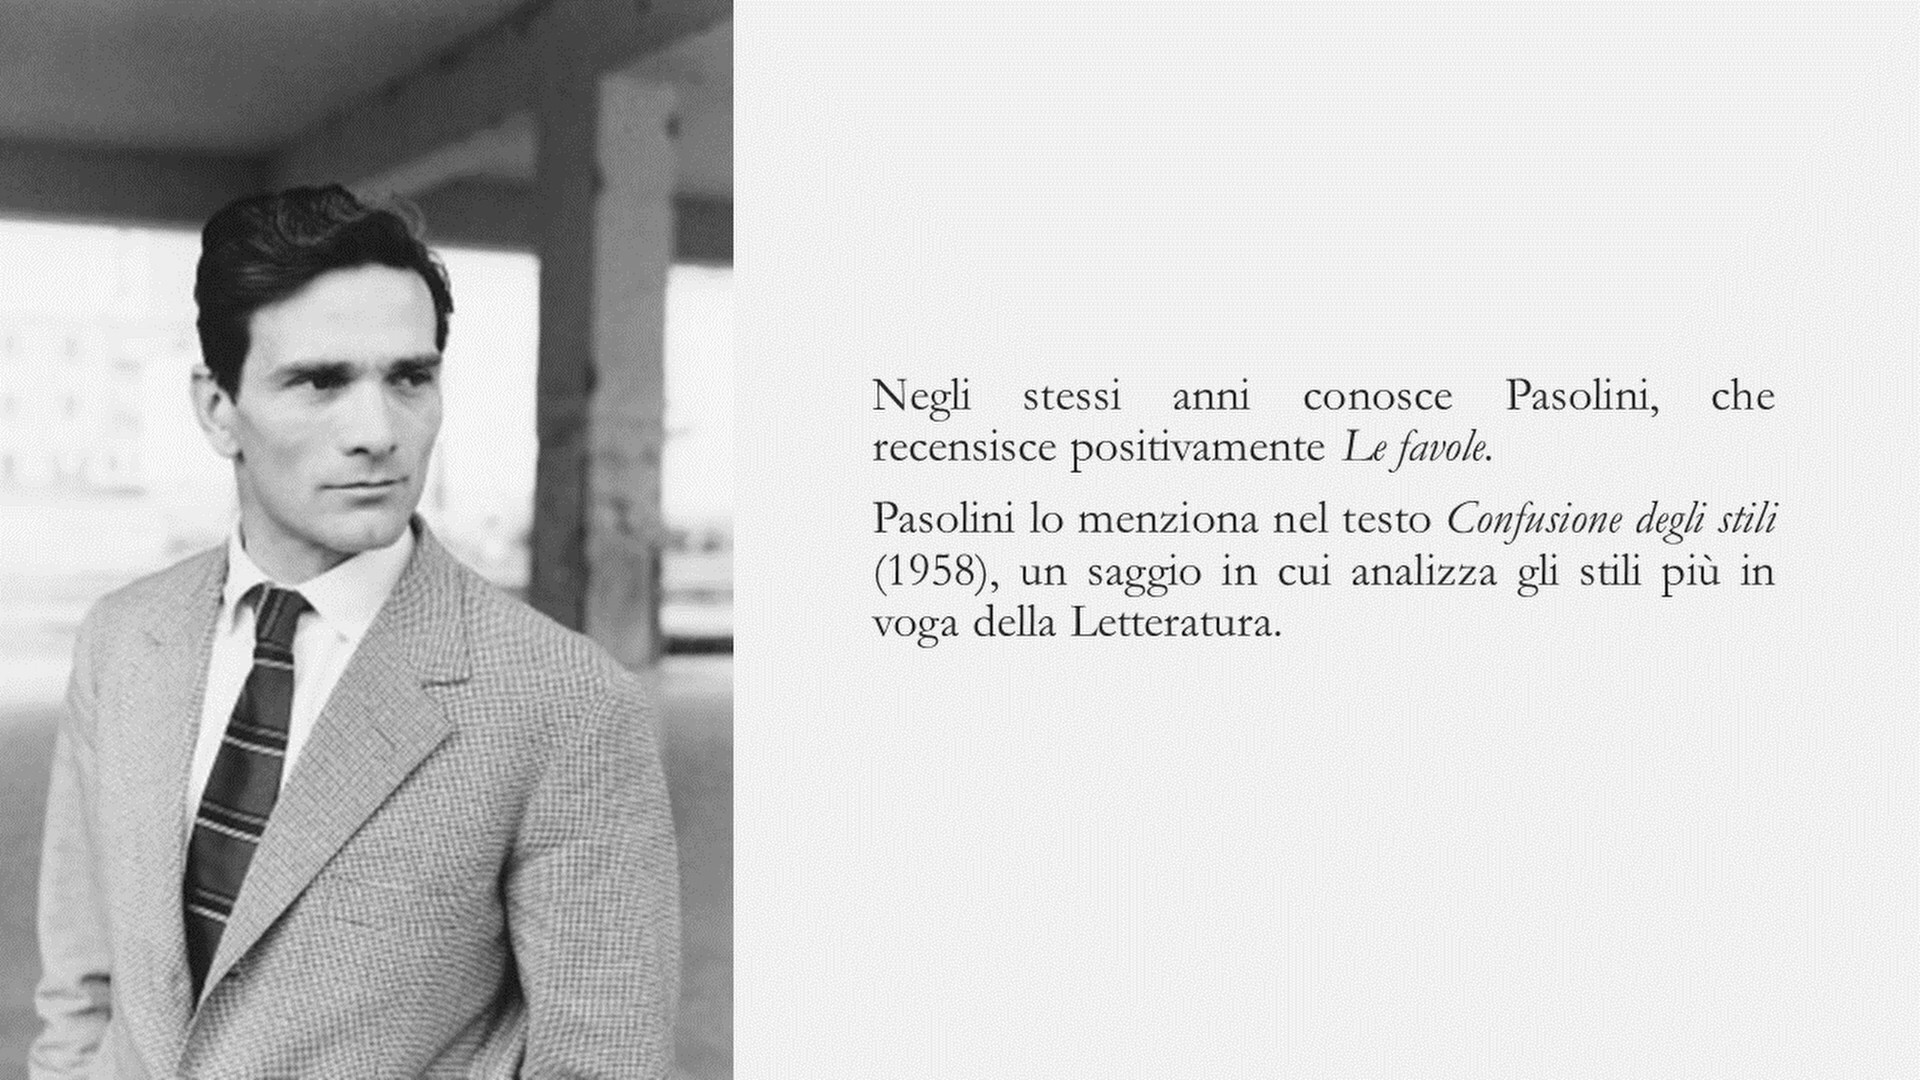 Negli stessi anni conosce Pasolini, che
recensisce positivamente Le favole.
Pasolini lo menziona nel testo Confusione degli stili
(1958), un saggio in cui analizza gli stili più in
voga della Letteratura.